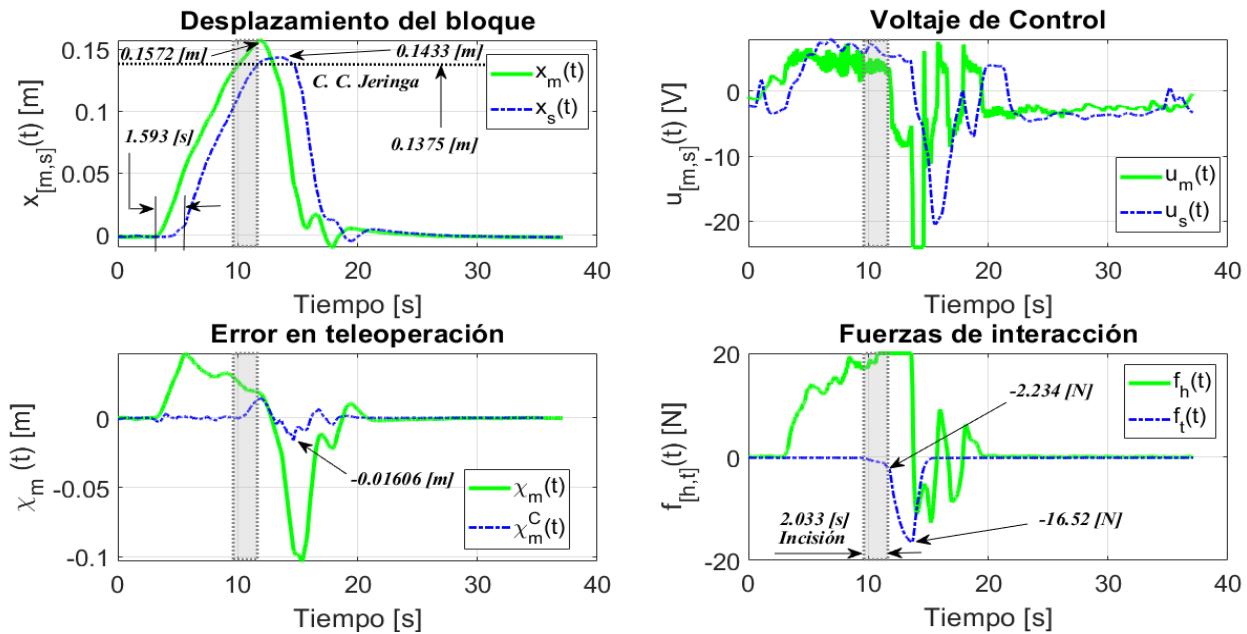 Desplazamiento del bloque
0.1572 [m]
0.1433 [m]
C. C. Jeringa
1.593 [s]
0.1375 [m]
x_m(t)
x_s(t)
0.15
0.1
0.05
0
x_[m,s](t) [m]
0 10 20 30 40
Tiempo [s]
Voltaje de Control
0
-10
-20
u_[m,s](t) [V]
u_m(t)
u_s(t)
0 10 20 30 40
Tiempo [s]
Error en teleoperación
0
-0.05
-0.1
χ_m(t) [m]
-0.01606 [m]
χ_m(t)
χ_m^C(t)
0 10 20 30 40
Tiempo [s]
Fuerzas de interacción
20
0
-20
f_[h,t](t) [N]
f_h(t)
f_t(t)
-2.234 [N]
2.033 [s]
Incisión
-16.52 [N]
0 10 20 30 40
Tiempo [s]